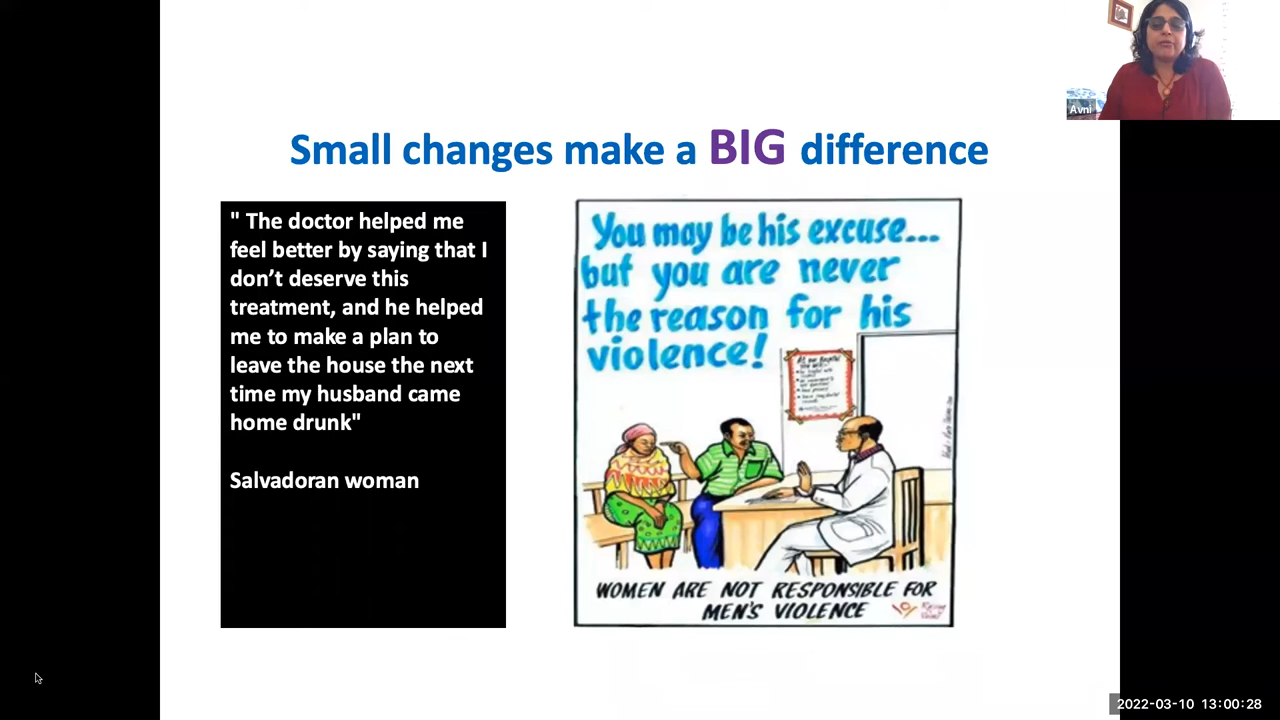 Avni
Small changes make a BIG difference
" The doctor helped me
feel better by saying that I
don’t deserve this
treatment, and he helped
me to make a plan to
leave the house the next
time my husband came
home drunk"
Salvadoran woman
You may be his excuse...
but you are never
the reason for his
violence!
WOMEN ARE NOT RESPONSIBLE FOR
MEN'S VIOLENCE
2022-03-10 13:00:28